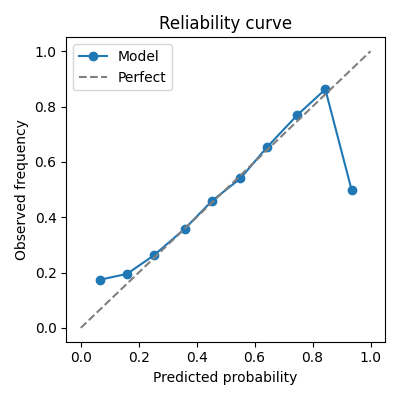 Reliability curve
Model
Perfect
Observed frequency
1.0
0.8
0.6
0.4
0.2
0.0
0.0 0.2 0.4 0.6 0.8 1.0
Predicted probability